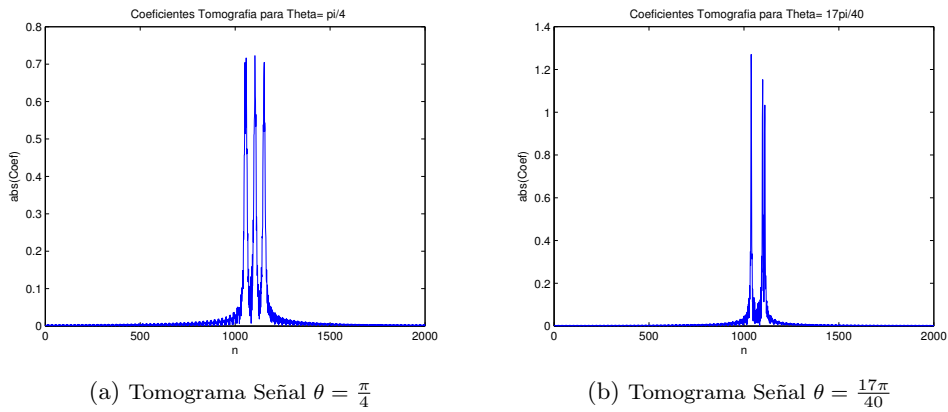 Coeficientes Tomografia para Theta= pi/4
0.8
0.7
0.6
0.5
0.4
0.3
0.2
0.1
0
abs(Coef)
0 500 1000 1500 2000
n
(a) Tomograma Señal θ = π/4
Coeficientes Tomografia para Theta= 17pi/40
1.4
1.2
1
0.8
0.6
0.4
0.2
0
abs(Coef)
0 500 1000 1500 2000
n
(b) Tomograma Señal θ = 17π/40